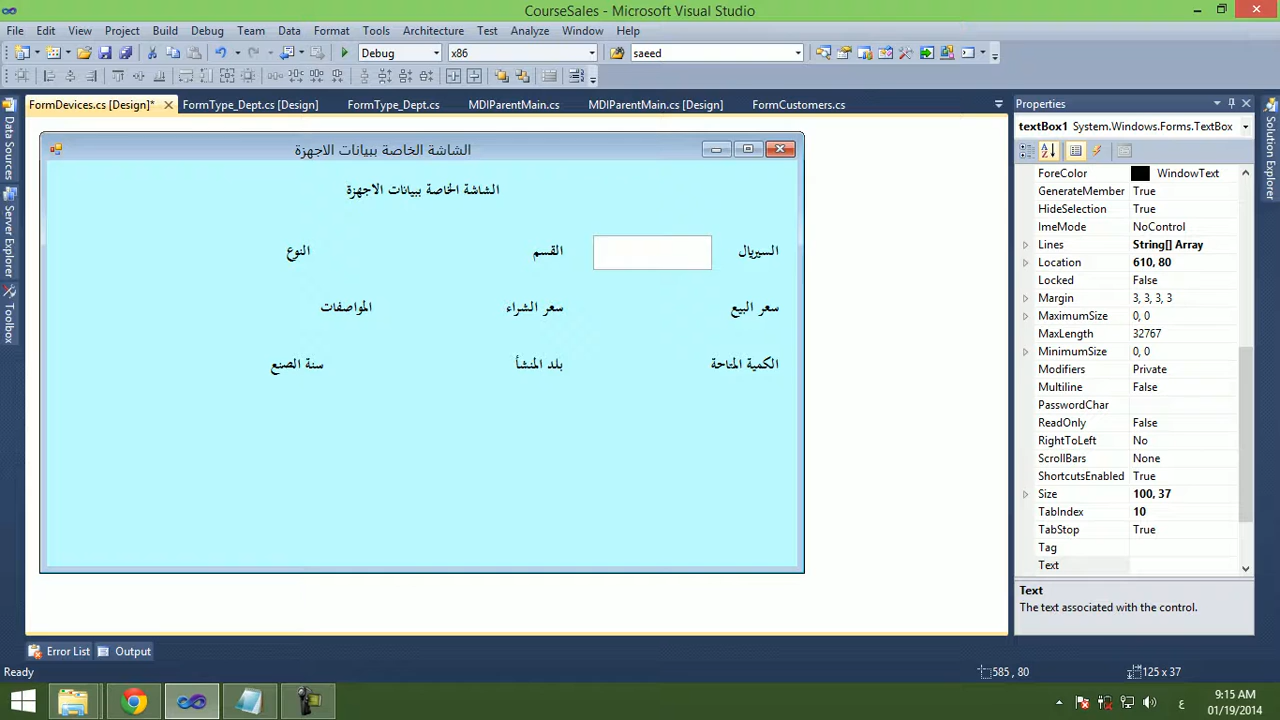 CourseSales - Microsoft Visual Studio
File Edit View Project Build Debug Team Data Format Tools Architecture Test Analyze Window Help
Debug x86 saeed
FormDevices.cs [Design]* FormType_Dept.cs [Design] FormType_Dept.cs MDIParentMain.cs MDIParentMain.cs [Design] FormCustomers.cs
Data Sources
Server Explorer
Toolbox
الشاشة الخاصة ببيانات الاجهزة
الشاشة الخاصة ببيانات الاجهزة
السيريال القسم النوع
سعر البيع سعر الشراء المواصفات
الكمية المتاحة بلد المنشأ سنة الصنع
Properties
textBox1 System.Windows.Forms.TextBox
ForeColor WindowText
GenerateMember True
HideSelection True
ImeMode NoControl
Lines String[] Array
Location 610, 80
Locked False
Margin 3, 3, 3, 3
MaximumSize 0, 0
MaxLength 32767
MinimumSize 0, 0
Modifiers Private
Multiline False
PasswordChar
ReadOnly False
RightToLeft No
ScrollBars None
ShortcutsEnabled True
Size 100, 37
TabIndex 10
TabStop True
Tag
Text
Text
The text associated with the control.
Solution Explorer
Error List Output
Ready 585 , 80 125 x 37
ع 9:15 AM
01/19/2014